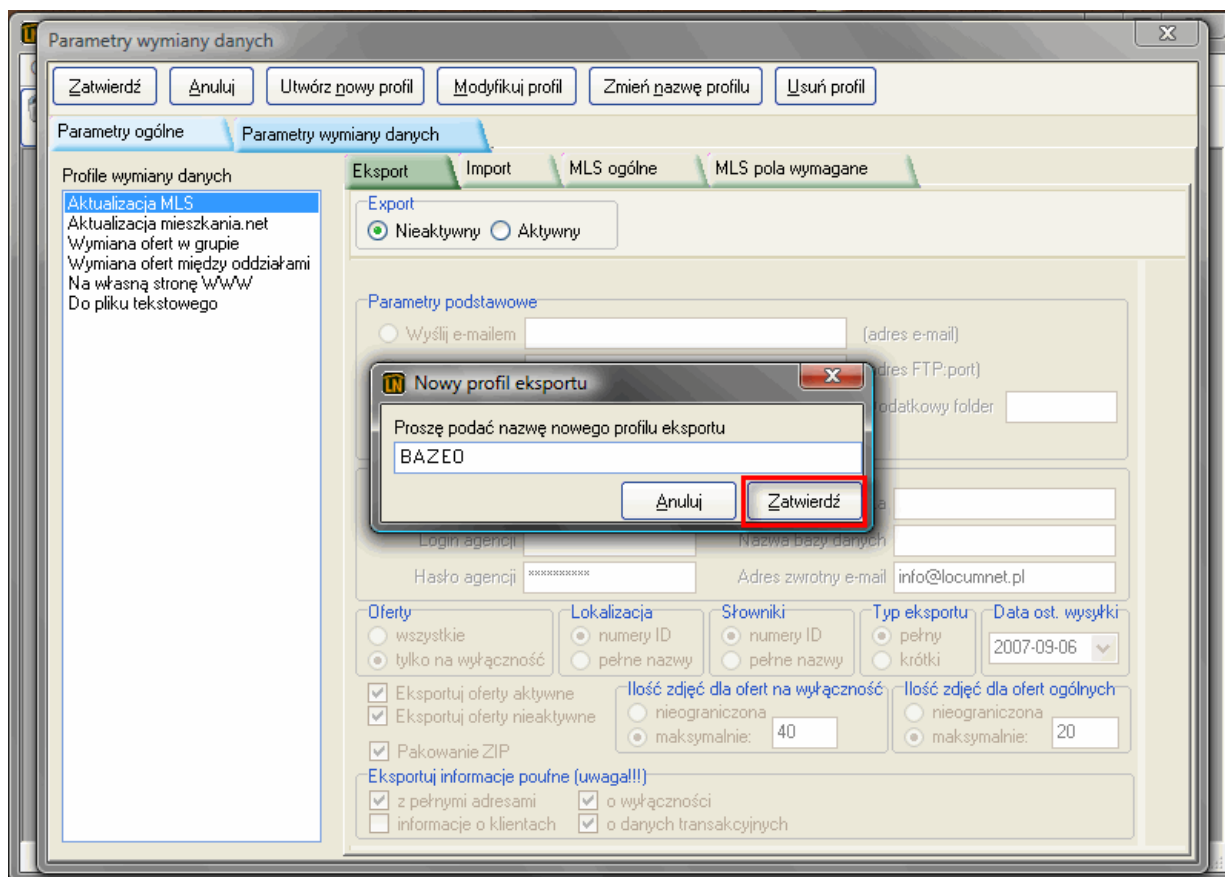 Parametry wymiany danych
Zatwierdź Anuluj Utwórz nowy profil Modyfikuj profil Zmień nazwę profilu Usuń profil
Parametry ogólne Parametry wymiany danych
Profile wymiany danych
Aktualizacja MLS
Aktualizacja mieszkania.net
Wymiana ofert w grupie
Wymiana ofert między oddziałami
Na własną stronę WWW
Do pliku tekstowego
Eksport Import MLS ogólne MLS pola wymagane
Export
Nieaktywny Aktywny
Parametry podstawowe
Wyślij e-mailem (adres e-mail)
adres FTP:port)
odatkowy folder
Nowy profil eksportu
Proszę podać nazwę nowego profilu eksportu
BAZEO
Anuluj Zatwierdź
Login agencji Nazwa bazy danych
Hasło agencji ********** Adres zwrotny e-mail info@locumnet.pl
Oferty Lokalizacja Słowniki Typ eksportu Data ost. wysyłki
wszystkie numery ID numery ID pełny 2007-09-06
tylko na wyłączność pełne nazwy pełne nazwy krótki
Eksportuj oferty aktywne Ilość zdjęć dla ofert na wyłączność Ilość zdjęć dla ofert ogólnych
Eksportuj oferty nieaktywne nieograniczona nieograniczona
maksymalnie: 40 maksymalnie: 20
Pakowanie ZIP
Eksportuj informacje poufne (uwaga!!!)
z pełnymi adresami o wyłączności
informacje o klientach o danych transakcyjnych